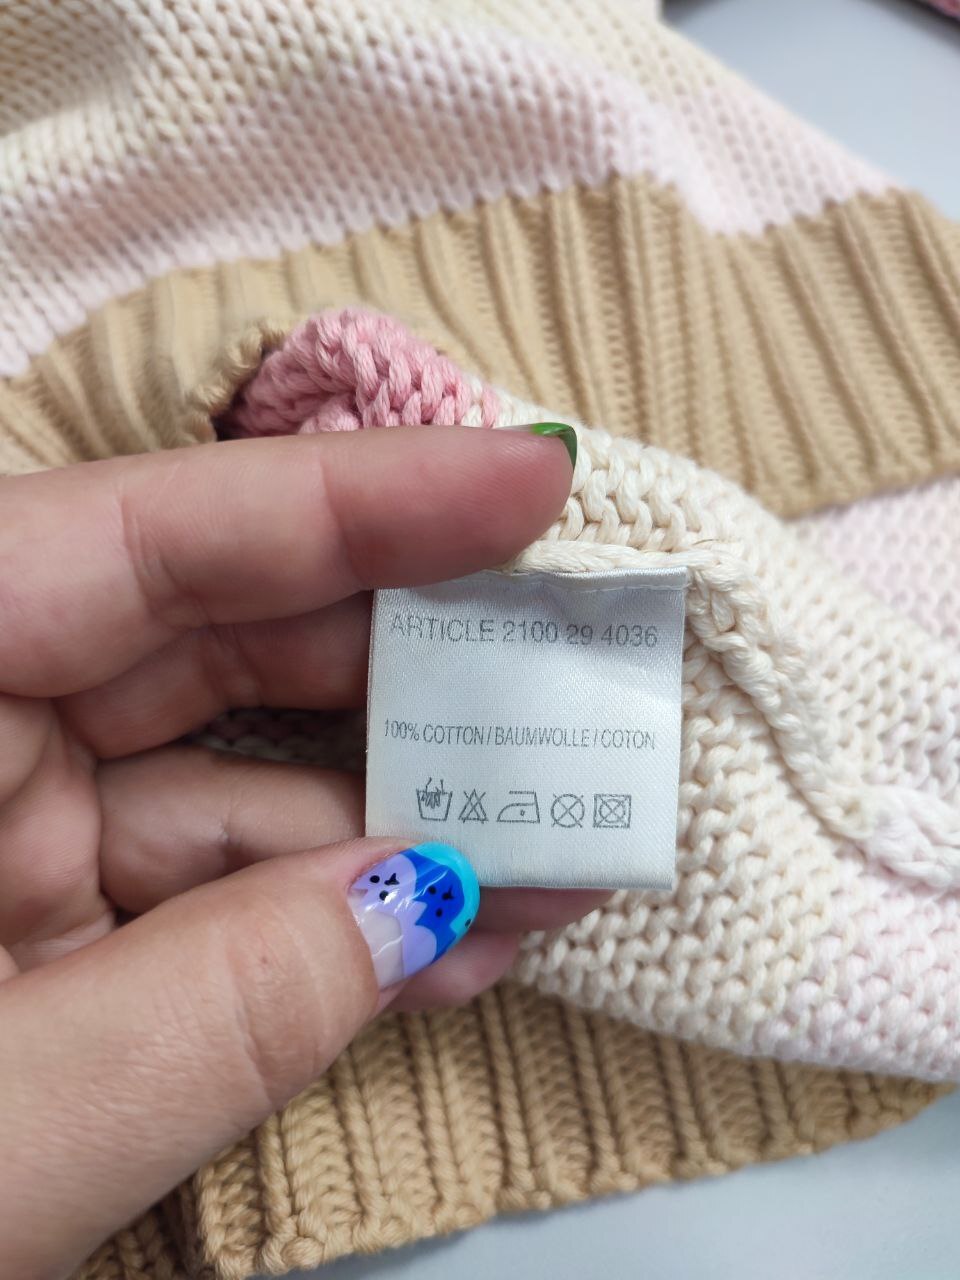 ARTICLE 2100 29 4036
100% COTTON/BAUMWOLLE/COTON